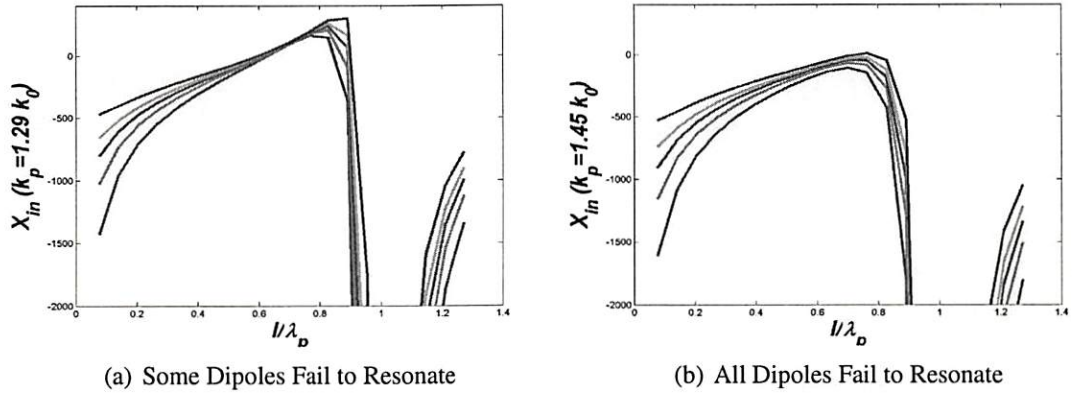 0
-500
-1000
-1500
-2000
X_in (k_p=1.29 k_0)
0 0.2 0.4 0.6 0.8 1 1.2 1.4
l/λ_p
(a) Some Dipoles Fail to Resonate
0
-500
-1000
-1500
-2000
X_in (k_p=1.45 k_0)
0 0.2 0.4 0.6 0.8 1 1.2 1.4
l/λ_p
(b) All Dipoles Fail to Resonate